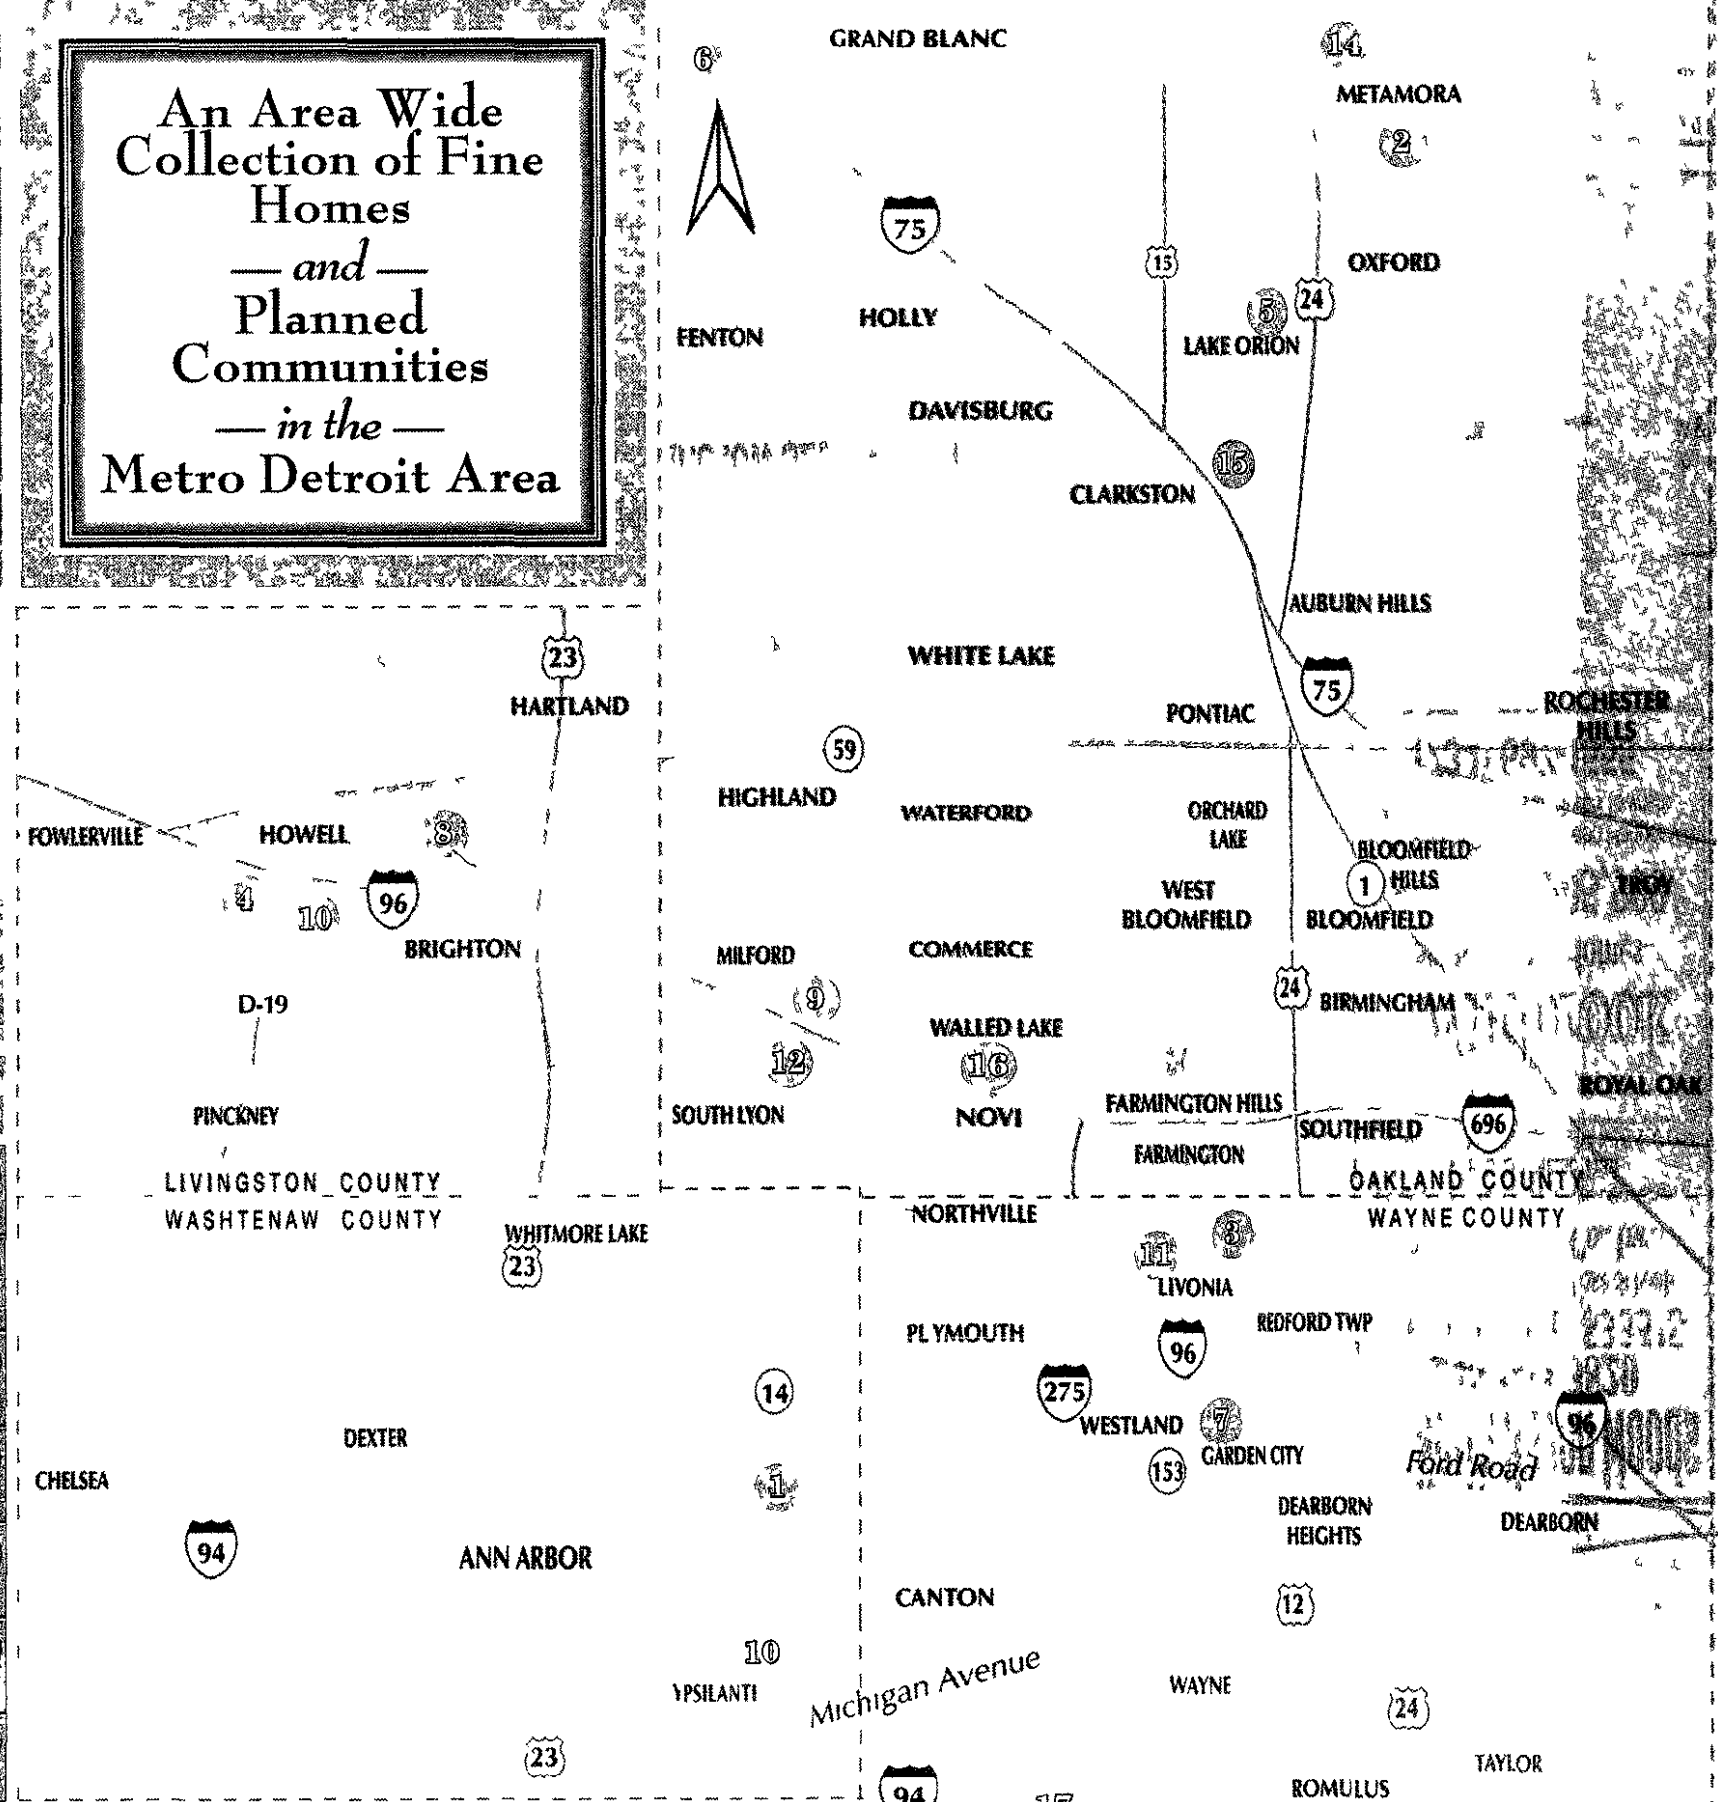 An Area Wide
Collection of Fine
Homes
— and —
Planned
Communities
— in the —
Metro Detroit Area
6
GRAND BLANC
14
METAMORA
2
75
15
OXFORD
5
24
HOLLY
FENTON
LAKE ORION
DAVISBURG
15
CLARKSTON
AUBURN HILLS
23
WHITE LAKE
75
HARTLAND
PONTIAC
ROCHESTER
HILLS
59
HIGHLAND
WATERFORD
ORCHARD
LAKE
FOWLERVILLE
HOWELL
8
BLOOMFIELD
HILLS
1
TROY
4
10
96
WEST
BLOOMFIELD
BLOOMFIELD
BRIGHTON
MILFORD
COMMERCE
D-19
9
24
BIRMINGHAM
WALLED LAKE
12
16
ROYAL OAK
PINCKNEY
SOUTH LYON
NOVI
FARMINGTON HILLS
SOUTHFIELD
696
FARMINGTON
LIVINGSTON COUNTY
OAKLAND COUNTY
WASHTENAW COUNTY
WAYNE COUNTY
NORTHVILLE
WHITMORE LAKE
23
11
3
LIVONIA
PLYMOUTH
REDFORD TWP
96
14
275
WESTLAND
7
96
DEXTER
GARDEN CITY
Ford Road
CHELSEA
1
153
DEARBORN
HEIGHTS
DEARBORN
94
ANN ARBOR
CANTON
12
10
YPSILANTI
Michigan Avenue
WAYNE
24
23
TAYLOR
94
17
ROMULUS